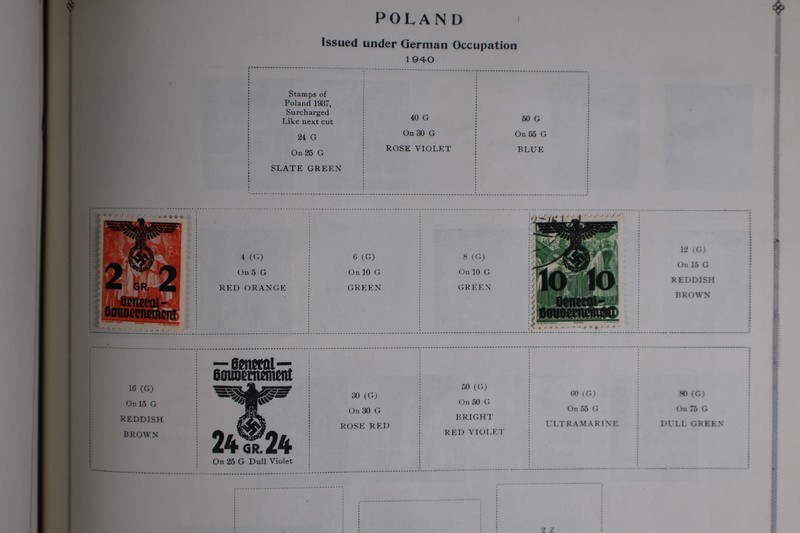 POLAND
Issued under German Occupation
1940
Stamps of
Poland 1937,
Surcharged
Like next cut
24 G
On 25 G
SLATE GREEN
40 G
On 30 G
ROSE VIOLET
50 G
On 55 G
BLUE
2 GR 2
General-
Gouvernement
4 (G)
On 5 G
RED ORANGE
6 (G)
On 10 G
GREEN
8 (G)
On 10 G
GREEN
10 10
General-
Gouvernement
12 (G)
On 15 G
REDDISH
BROWN
16 (G)
On 15 G
REDDISH
BROWN
— General —
Gouvernement
24 GR. 24
On 25 G Dull Violet
30 (G)
On 30 G
ROSE RED
50 (G)
On 50 G
BRIGHT
RED VIOLET
60 (G)
On 55 G
ULTRAMARINE
80 (G)
On 75 G
DULL GREEN
2 Z